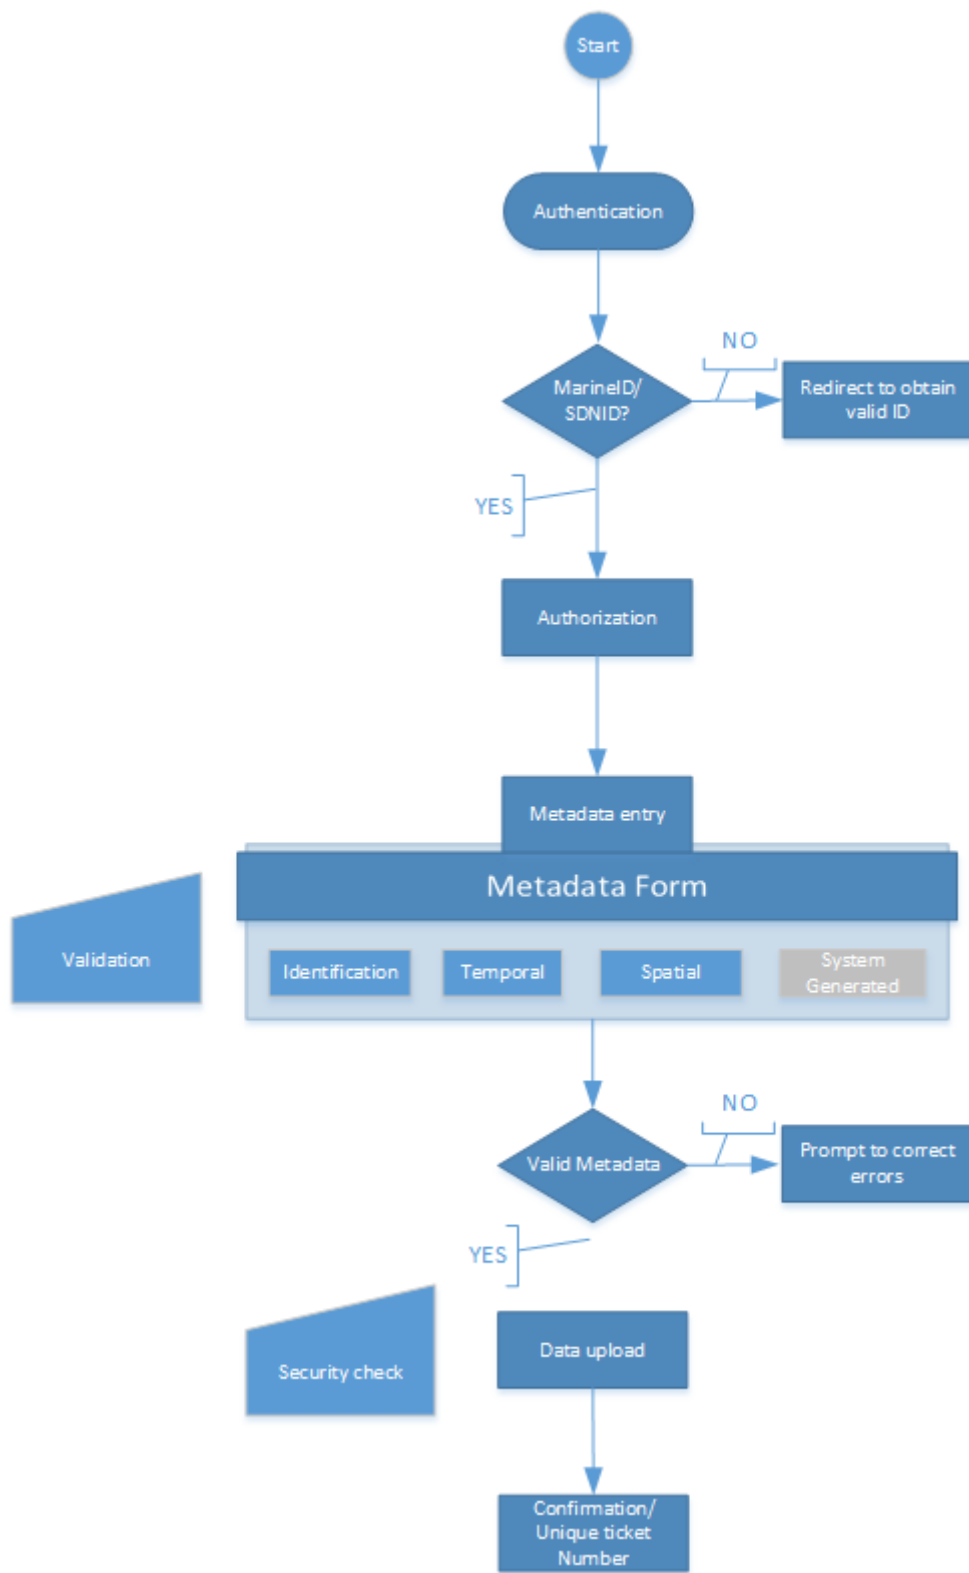 Start
Authentication
MarineID/
SDNID?
NO
Redirect to obtain
valid ID
YES
Authorization
Metadata entry
Metadata Form
Validation
Identification
Temporal
Spatial
System
Generated
NO
Valid Metadata
Prompt to correct
errors
YES
Data upload
Security check
Confirmation/
Unique ticket
Number